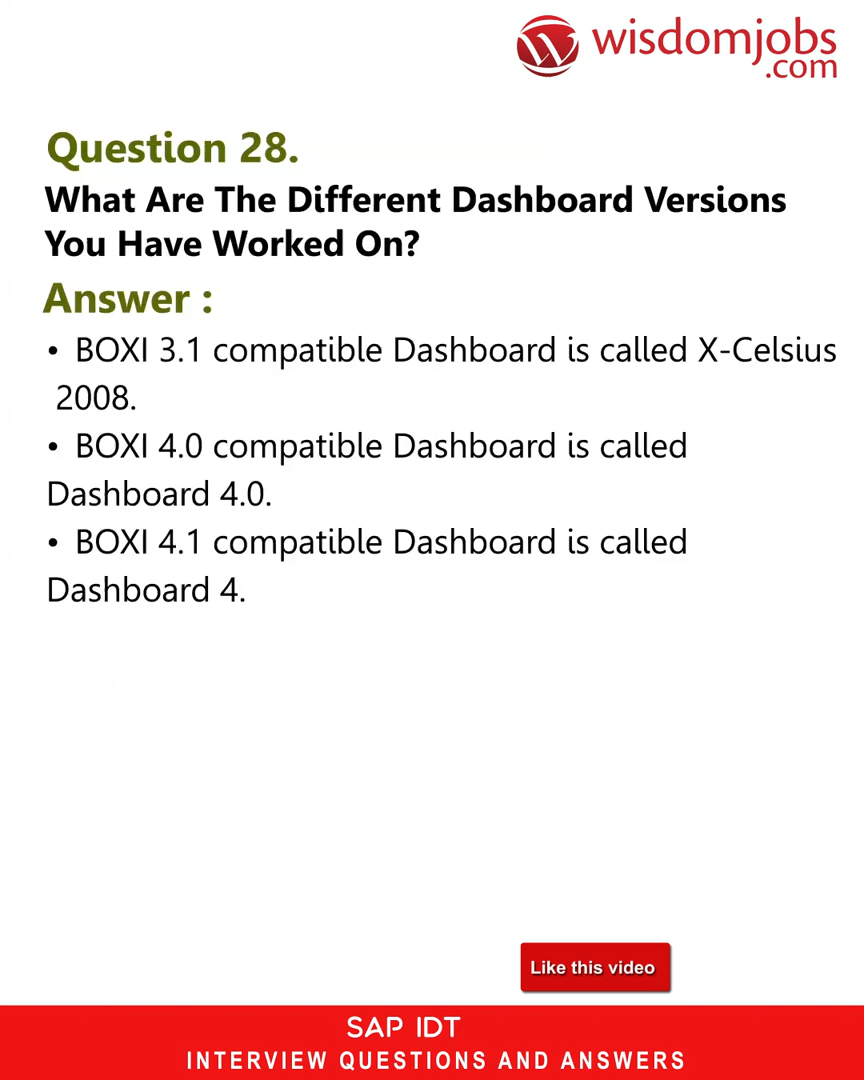 wisdomjobs
.com
Question 28.
What Are The Different Dashboard Versions
You Have Worked On?
Answer :
• BOXI 3.1 compatible Dashboard is called X-Celsius
2008.
• BOXI 4.0 compatible Dashboard is called
Dashboard 4.0.
• BOXI 4.1 compatible Dashboard is called
Dashboard 4.
Like this video
SAP IDT
INTERVIEW QUESTIONS AND ANSWERS